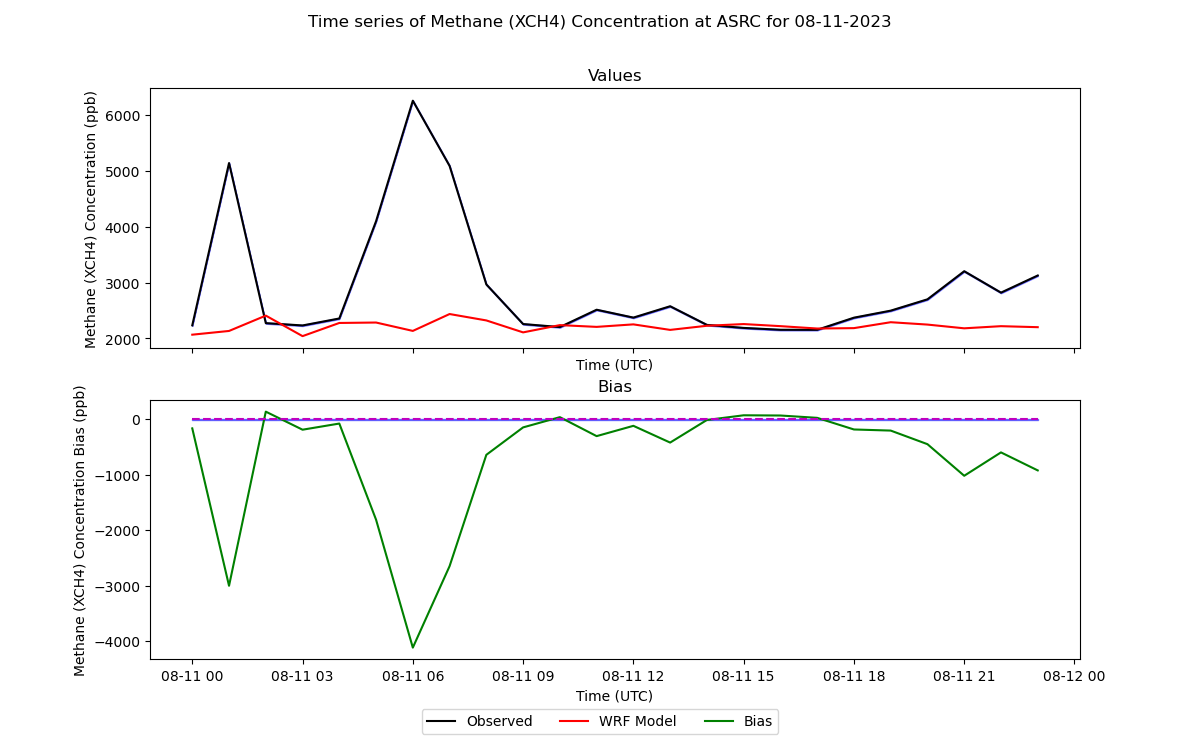 Time series of Methane (XCH4) Concentration at ASRC for 08-11-2023
Values
Methane (XCH4) Concentration (ppb)
6000
5000
4000
3000
2000
Time (UTC)
Bias
Methane (XCH4) Concentration Bias (ppb)
0
−1000
−2000
−3000
−4000
08-11 00 08-11 03 08-11 06 08-11 09 08-11 12 08-11 15 08-11 18 08-11 21 08-12 00
Time (UTC)
Observed WRF Model Bias